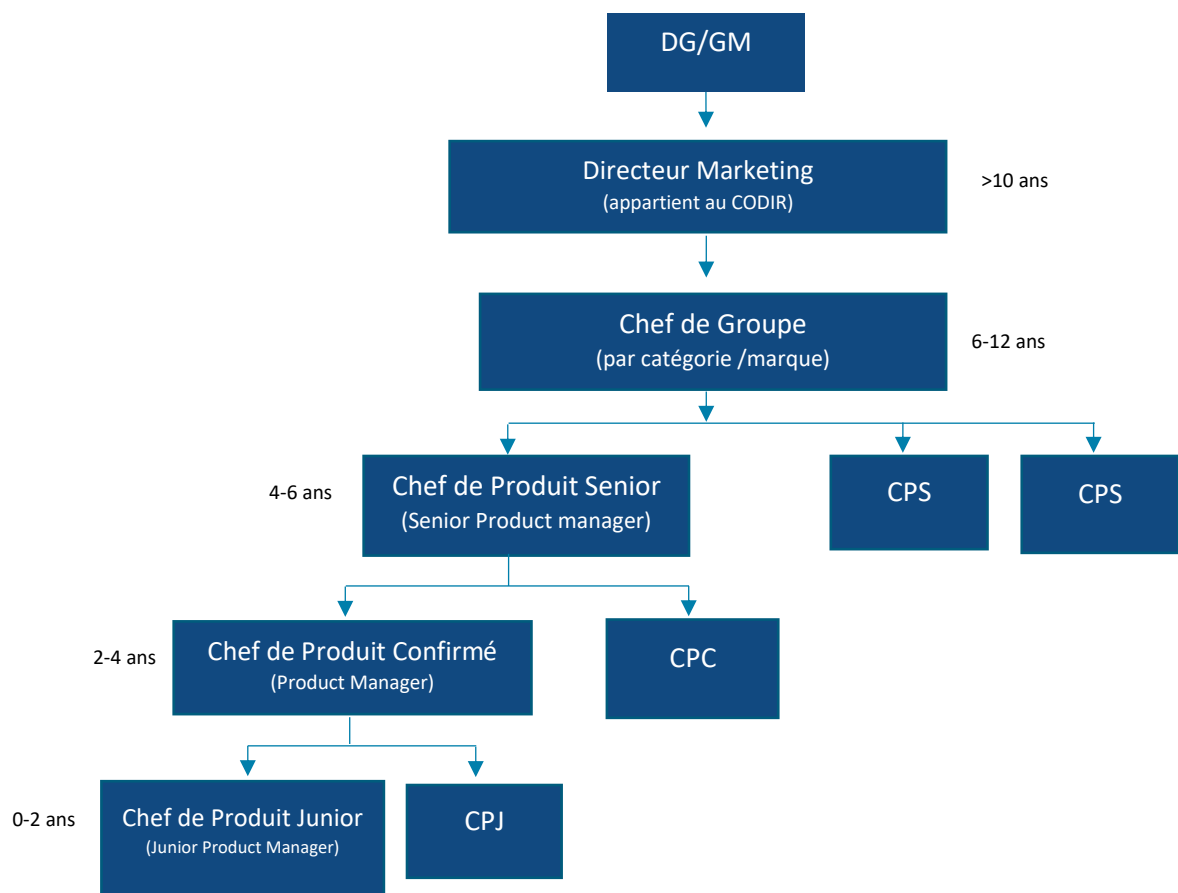 DG/GM
Directeur Marketing
(appartient au CODIR)
>10 ans
Chef de Groupe
(par catégorie /marque)
6-12 ans
4-6 ans
Chef de Produit Senior
(Senior Product manager)
CPS
CPS
2-4 ans
Chef de Produit Confirmé
(Product Manager)
CPC
0-2 ans
Chef de Produit Junior
(Junior Product Manager)
CPJ